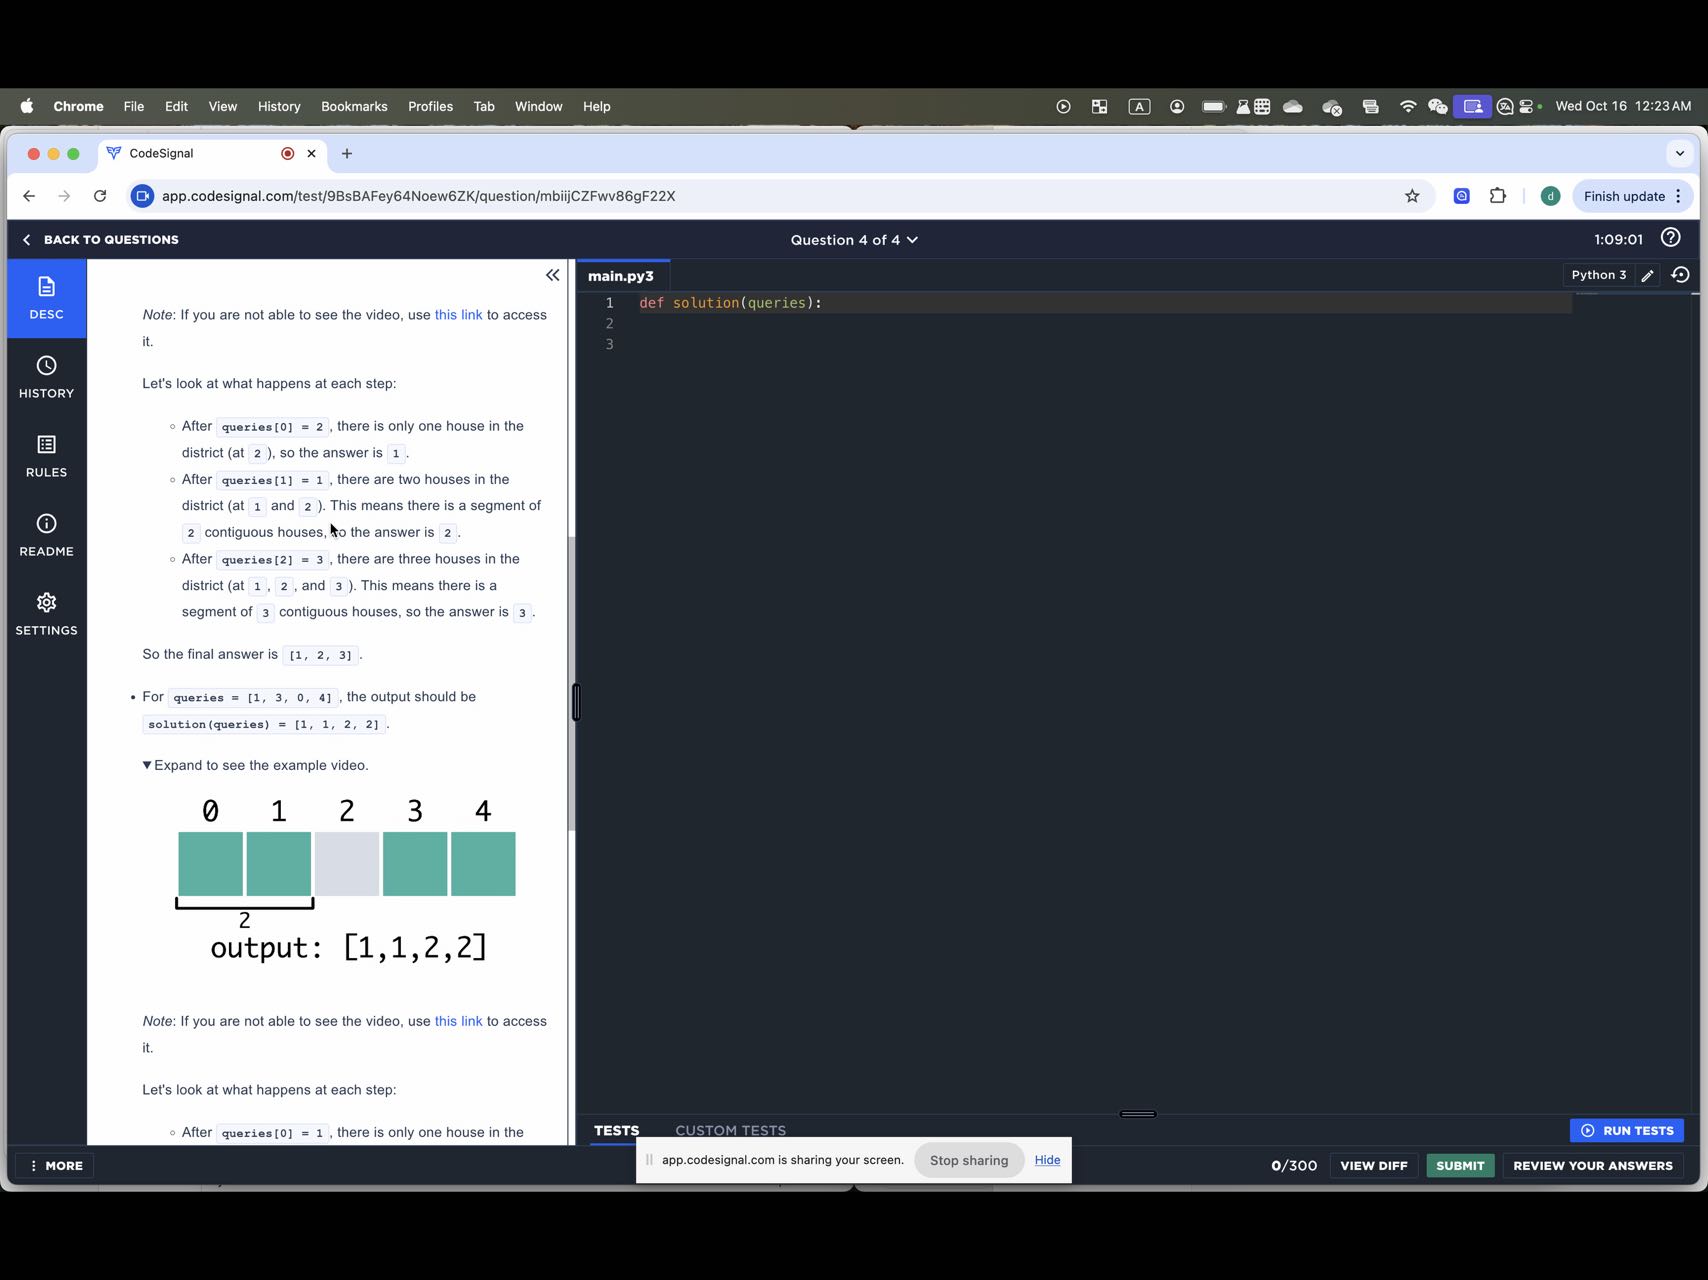 Chrome File Edit View History Bookmarks Profiles Tab Window Help
A
Wed Oct 16 12:23 AM
CodeSignal
app.codesignal.com/test/9BsBAFey64Noew6ZK/question/mbiijCZFwv86gF22X
d
Finish update
BACK TO QUESTIONS
Question 4 of 4
1:09:01
DESC
HISTORY
RULES
README
SETTINGS
Note: If you are not able to see the video, use this link to access
it.
Let's look at what happens at each step:
After queries[0] = 2, there is only one house in the
district (at 2), so the answer is 1.
After queries[1] = 1, there are two houses in the
district (at 1 and 2). This means there is a segment of
2 contiguous houses, so the answer is 2.
After queries[2] = 3, there are three houses in the
district (at 1, 2, and 3). This means there is a
segment of 3 contiguous houses, so the answer is 3.
So the final answer is [1, 2, 3].
• For queries = [1, 3, 0, 4], the output should be
solution(queries) = [1, 1, 2, 2].
▼Expand to see the example video.
0 1 2 3 4
2
output: [1,1,2,2]
Note: If you are not able to see the video, use this link to access
it.
Let's look at what happens at each step:
After queries[0] = 1, there is only one house in the
main.py3
Python 3
1 def solution(queries):
2
3
TESTS
CUSTOM TESTS
RUN TESTS
MORE
app.codesignal.com is sharing your screen.
Stop sharing
Hide
0/300
VIEW DIFF
SUBMIT
REVIEW YOUR ANSWERS